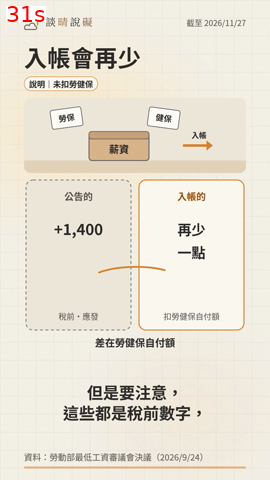 31s
談晴說礙
截至 2026/11/27
入帳會再少
說明｜未扣勞健保
勞保
健保
薪資
入帳
公告的
入帳的
+1,400
再少
一點
稅前・應發
扣勞健保自付額
差在勞健保自付額
但是要注意，
這些都是稅前數字，
資料：勞動部最低工資審議會決議（2026/9/24）